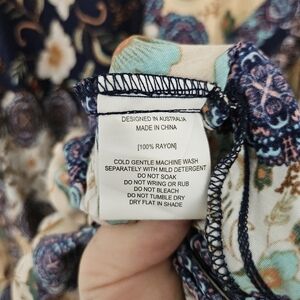 DESIGNED IN AUSTRALIA
MADE IN CHINA
[100% RAYON]
COLD GENTLE MACHINE WASH
SEPARATELY WITH MILD DETERGENT
DO NOT SOAK
DO NOT WIRING OR RUB
DO NOT BLEACH
DO NOT TUMBLE DRY
DRY FLAT IN SHADE